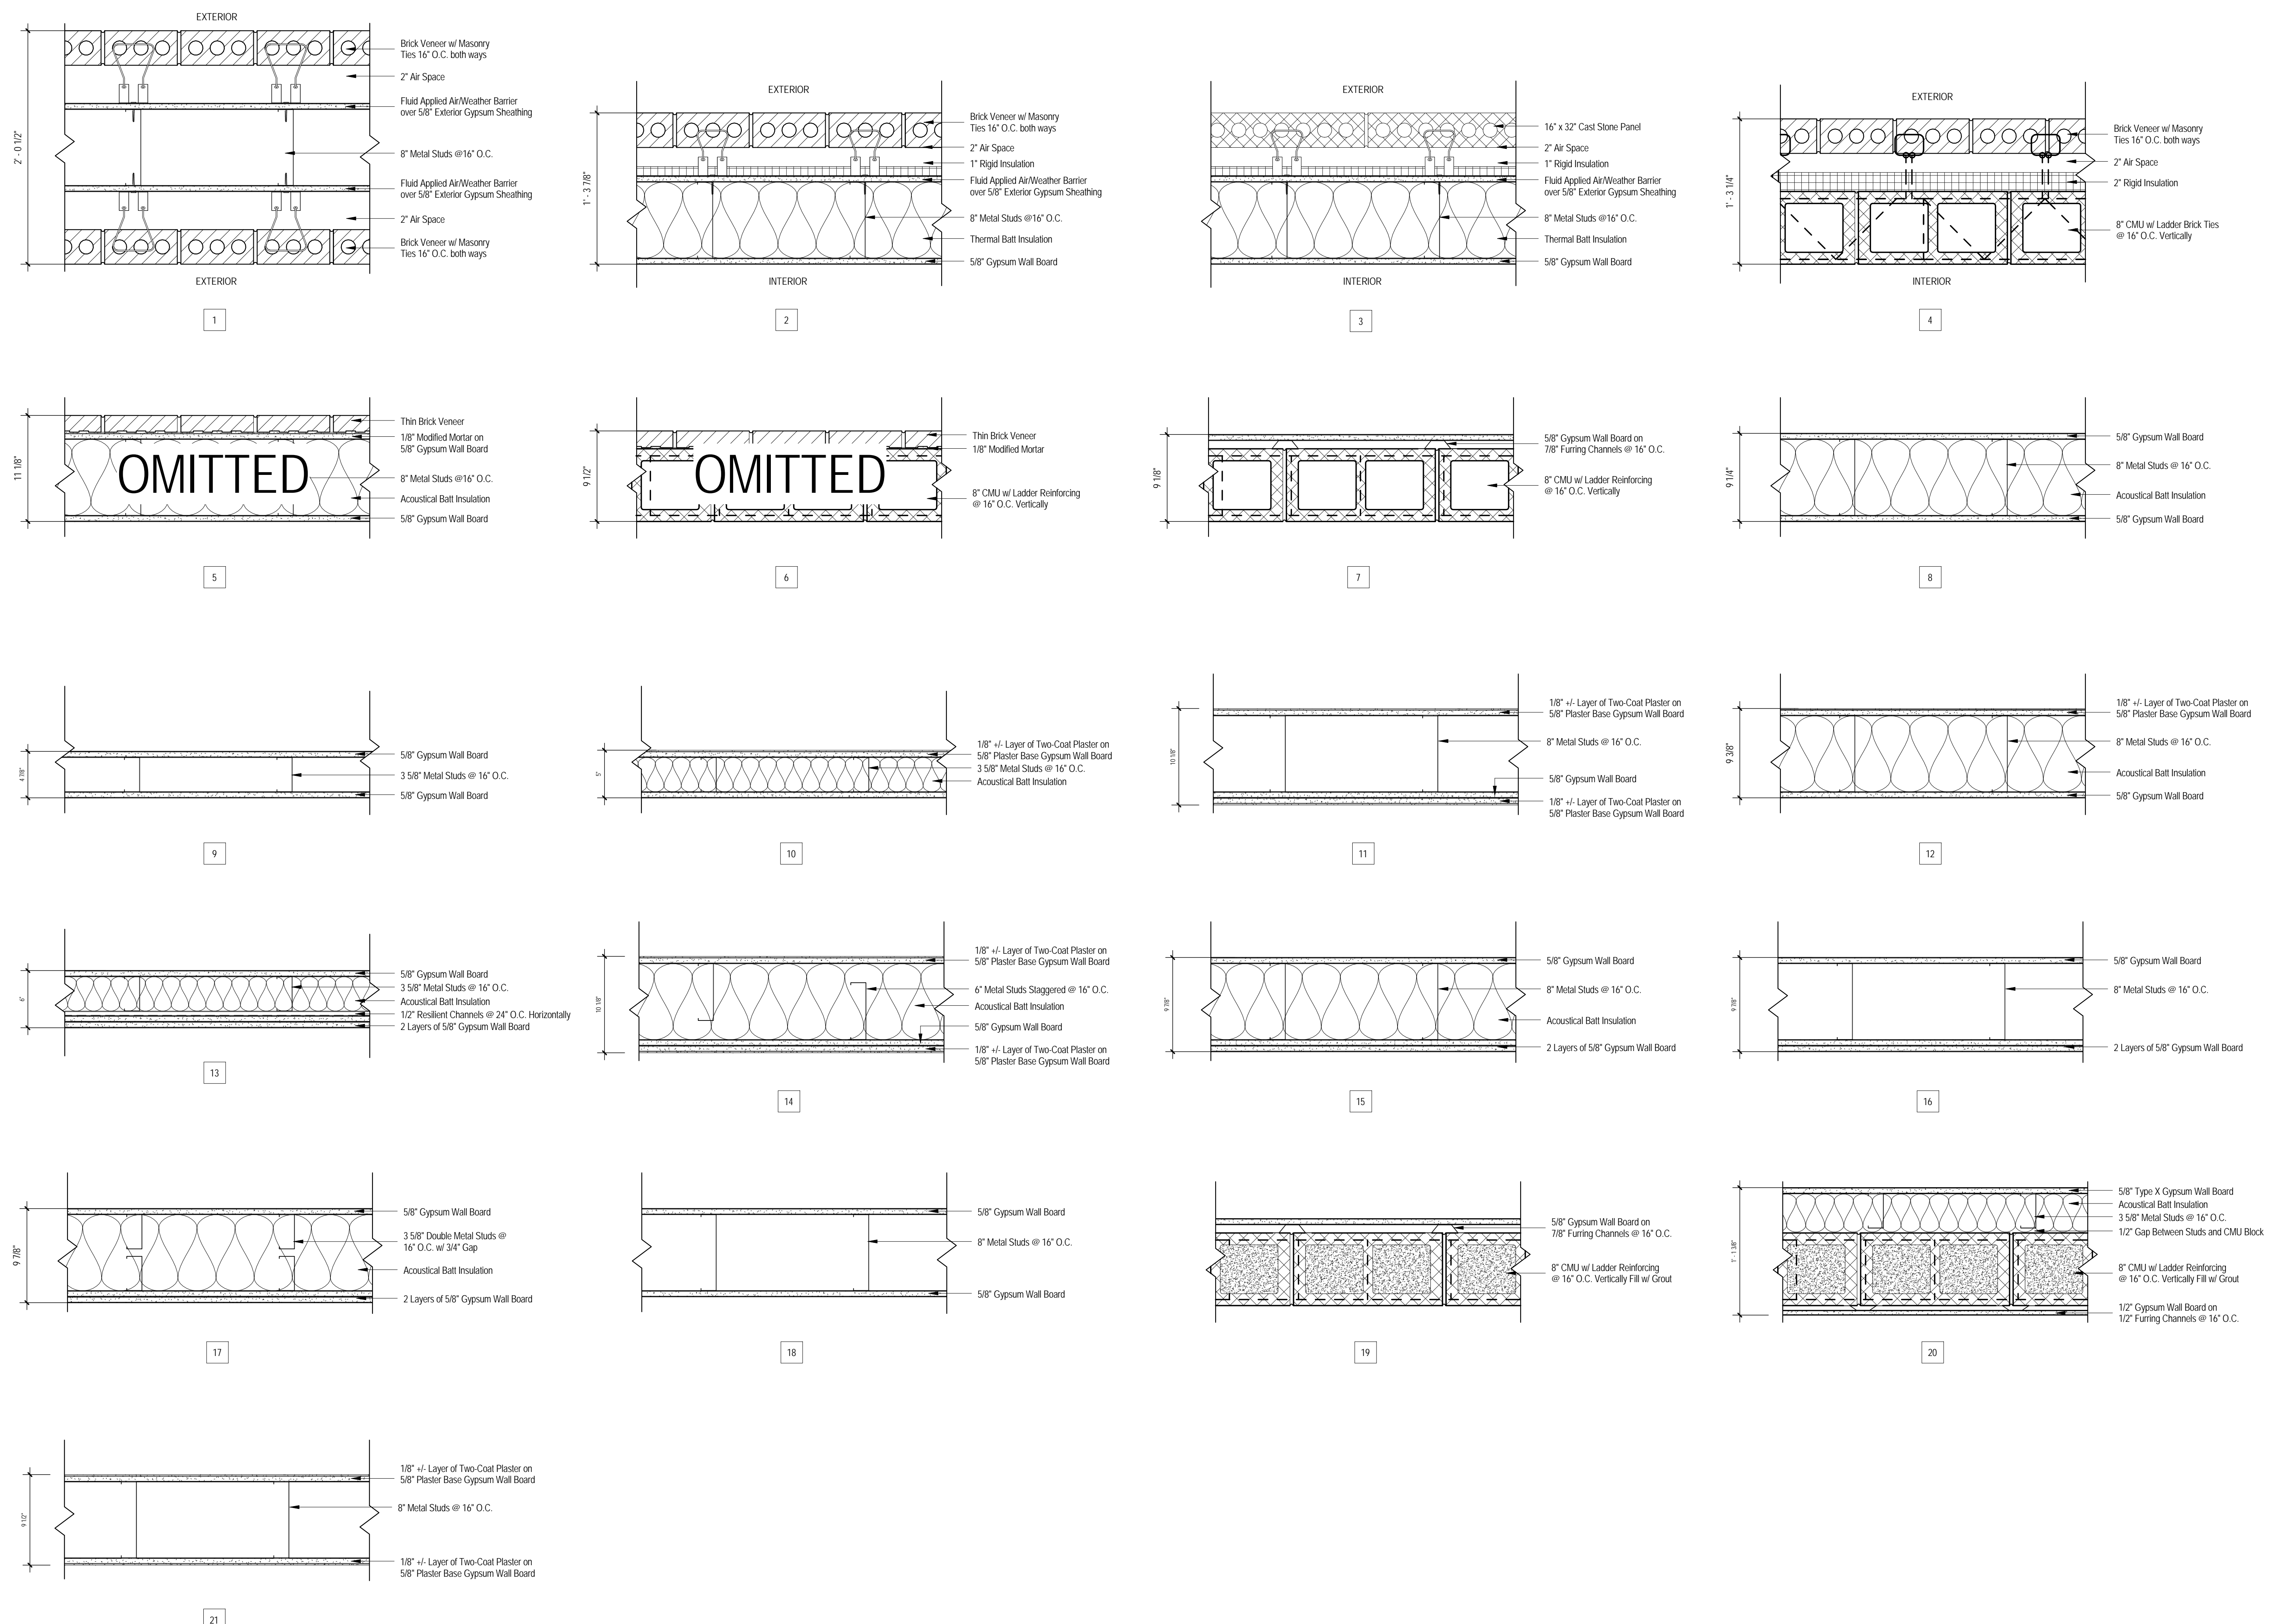 EXTERIOR
2' - 0 1/2"
Brick Veneer w/ Masonry
Ties 16" O.C. both ways
2" Air Space
Fluid Applied Air/Weather Barrier
over 5/8" Exterior Gypsum Sheathing
8" Metal Studs @16" O.C.
Fluid Applied Air/Weather Barrier
over 5/8" Exterior Gypsum Sheathing
2" Air Space
Brick Veneer w/ Masonry
Ties 16" O.C. both ways
EXTERIOR
1
EXTERIOR
1' - 3 7/8"
Brick Veneer w/ Masonry
Ties 16" O.C. both ways
2" Air Space
1" Rigid Insulation
Fluid Applied Air/Weather Barrier
over 5/8" Exterior Gypsum Sheathing
8" Metal Studs @16" O.C.
Thermal Batt Insulation
5/8" Gypsum Wall Board
INTERIOR
2
EXTERIOR
16" x 32" Cast Stone Panel
2" Air Space
1" Rigid Insulation
Fluid Applied Air/Weather Barrier
over 5/8" Exterior Gypsum Sheathing
8" Metal Studs @16" O.C.
Thermal Batt Insulation
5/8" Gypsum Wall Board
INTERIOR
3
EXTERIOR
1' - 3 1/4"
Brick Veneer w/ Masonry
Ties 16" O.C. both ways
2" Air Space
2" Rigid Insulation
8" CMU w/ Ladder Brick Ties
@ 16" O.C. Vertically
INTERIOR
4
11 1/8"
Thin Brick Veneer
1/8" Modified Mortar on
5/8" Gypsum Wall Board
OMITTED
8" Metal Studs @16" O.C.
Acoustical Batt Insulation
5/8" Gypsum Wall Board
5
9 1/2"
Thin Brick Veneer
1/8" Modified Mortar
OMITTED
8" CMU w/ Ladder Reinforcing
@ 16" O.C. Vertically
6
9 1/8"
5/8" Gypsum Wall Board on
7/8" Furring Channels @ 16" O.C.
8" CMU w/ Ladder Reinforcing
@ 16" O.C. Vertically
7
9 1/4"
5/8" Gypsum Wall Board
8" Metal Studs @ 16" O.C.
Acoustical Batt Insulation
5/8" Gypsum Wall Board
8
4 7/8"
5/8" Gypsum Wall Board
3 5/8" Metal Studs @ 16" O.C.
5/8" Gypsum Wall Board
9
5"
1/8" +/- Layer of Two-Coat Plaster on
5/8" Plaster Base Gypsum Wall Board
3 5/8" Metal Studs @ 16" O.C.
Acoustical Batt Insulation
10
10 1/8"
1/8" +/- Layer of Two-Coat Plaster on
5/8" Plaster Base Gypsum Wall Board
8" Metal Studs @ 16" O.C.
5/8" Gypsum Wall Board
1/8" +/- Layer of Two-Coat Plaster on
5/8" Plaster Base Gypsum Wall Board
11
9 3/8"
1/8" +/- Layer of Two-Coat Plaster on
5/8" Plaster Base Gypsum Wall Board
8" Metal Studs @ 16" O.C.
Acoustical Batt Insulation
5/8" Gypsum Wall Board
12
6"
5/8" Gypsum Wall Board
3 5/8" Metal Studs @ 16" O.C.
Acoustical Batt Insulation
1/2" Resilient Channels @ 24" O.C. Horizontally
2 Layers of 5/8" Gypsum Wall Board
13
10 1/8"
1/8" +/- Layer of Two-Coat Plaster on
5/8" Plaster Base Gypsum Wall Board
6" Metal Studs Staggered @ 16" O.C.
Acoustical Batt Insulation
5/8" Gypsum Wall Board
1/8" +/- Layer of Two-Coat Plaster on
5/8" Plaster Base Gypsum Wall Board
14
9 7/8"
5/8" Gypsum Wall Board
8" Metal Studs @ 16" O.C.
Acoustical Batt Insulation
2 Layers of 5/8" Gypsum Wall Board
15
9 7/8"
5/8" Gypsum Wall Board
8" Metal Studs @ 16" O.C.
2 Layers of 5/8" Gypsum Wall Board
16
9 7/8"
5/8" Gypsum Wall Board
3 5/8" Double Metal Studs @
16" O.C. w/ 3/4" Gap
Acoustical Batt Insulation
2 Layers of 5/8" Gypsum Wall Board
17
5/8" Gypsum Wall Board
8" Metal Studs @ 16" O.C.
5/8" Gypsum Wall Board
18
5/8" Gypsum Wall Board on
7/8" Furring Channels @ 16" O.C.
8" CMU w/ Ladder Reinforcing
@ 16" O.C. Vertically Fill w/ Grout
19
1' 1 3/8"
5/8" Type X Gypsum Wall Board
Acoustical Batt Insulation
3 5/8" Metal Studs @ 16" O.C.
1/2" Gap Between Studs and CMU Block
8" CMU w/ Ladder Reinforcing
@ 16" O.C. Vertically Fill w/ Grout
1/2" Gypsum Wall Board on
1/2" Furring Channels @ 16" O.C.
20
9 1/2"
1/8" +/- Layer of Two-Coat Plaster on
5/8" Plaster Base Gypsum Wall Board
8" Metal Studs @ 16" O.C.
1/8" +/- Layer of Two-Coat Plaster on
5/8" Plaster Base Gypsum Wall Board
21